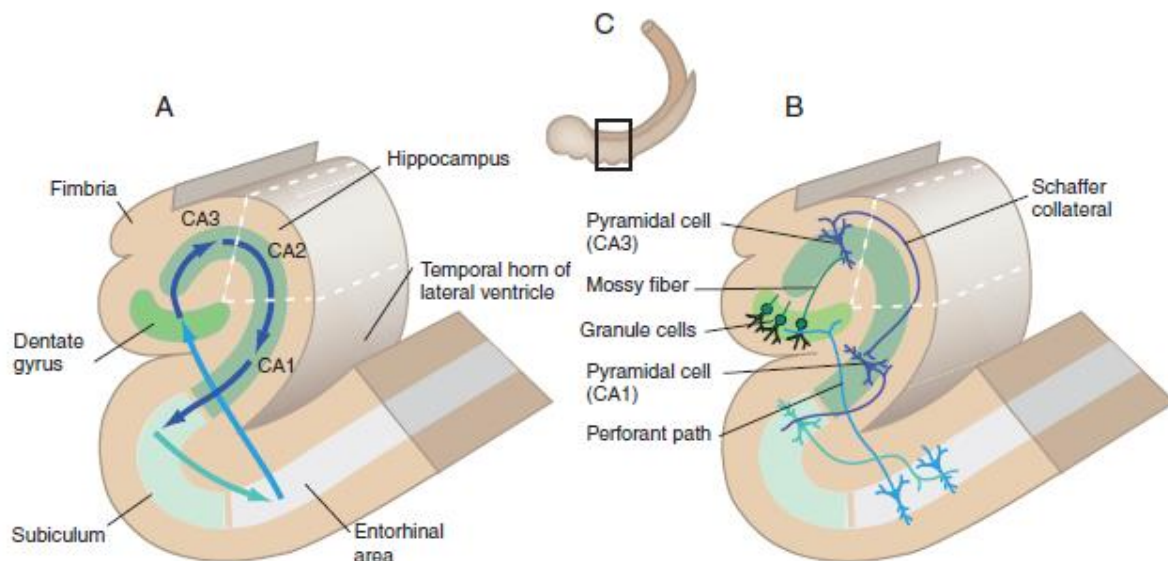 C
A
Hippocampus
Fimbria
CA3
CA2
Temporal horn of
lateral ventricle
Dentate
gyrus
CA1
Subiculum
Entorhinal
area
B
Schaffer
collateral
Pyramidal cell
(CA3)
Mossy fiber
Granule cells
Pyramidal cell
(CA1)
Perforant path